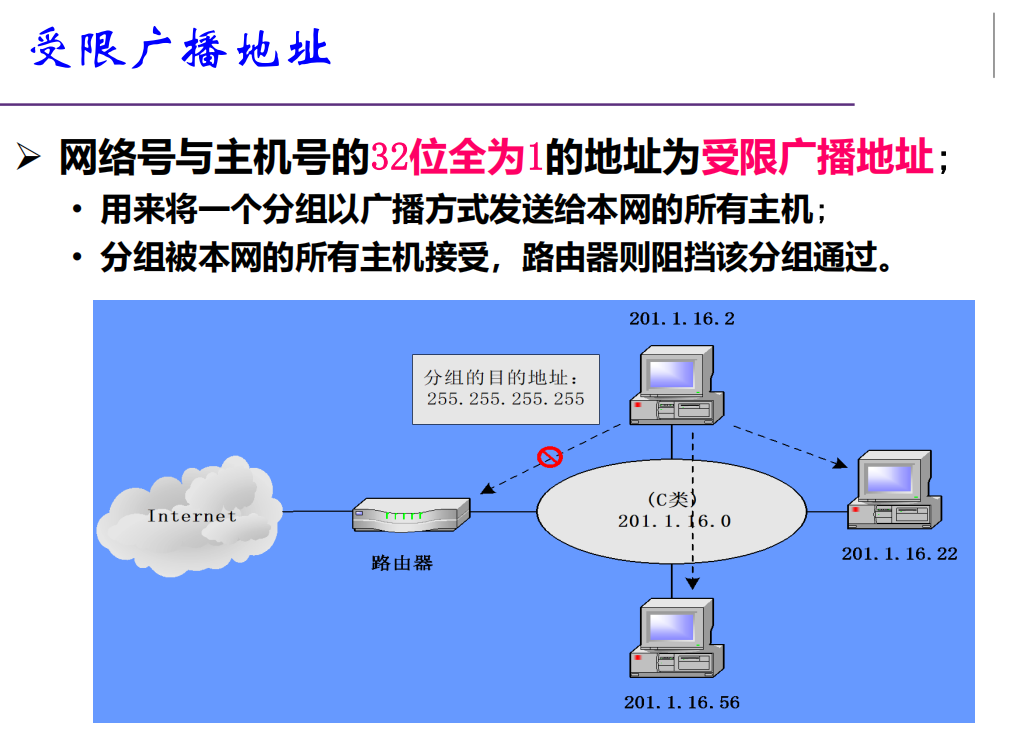 受限广播地址
➢ 网络号与主机号的32位全为1的地址为受限广播地址；
• 用来将一个分组以广播方式发送给本网的所有主机；
• 分组被本网的所有主机接受，路由器则阻挡该分组通过。
201.1.16.2
分组的目的地址：
255.255.255.255
(C类)
Internet
201.1.16.0
201.1.16.22
路由器
201.1.16.56